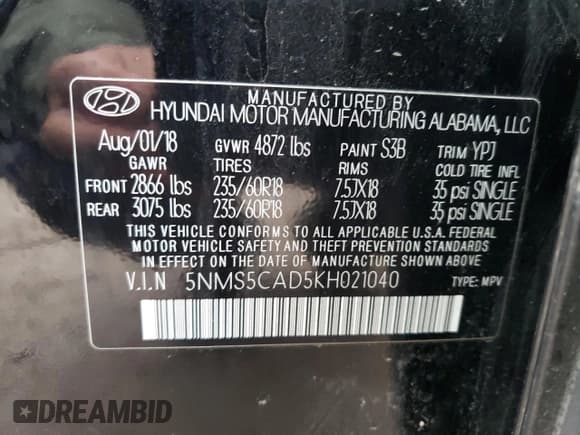 MANUFACTURED BY
HYUNDAI MOTOR MANUFACTURING ALABAMA, LLC
Aug/01/18 GVWR 4872 lbs PAINT S3B TRIM YPJ
GAWR TIRES RIMS COLD TIRE INFL
FRONT 2866 lbs 235/60R18 7.5JX18 35 psi SINGLE
REAR 3075 lbs 235/60R18 7.5JX18 35 psi SINGLE
THIS VEHICLE CONFORMS TO ALL APPLICABLE U.S.A. FEDERAL
MOTOR VEHICLE SAFETY AND THEFT PREVENTION STANDARDS
IN EFFECT ON THE DATE OF MANUFACTURE SHOWN ABOVE.
V.I.N 5NMS5CAD5KH021040 TYPE: MPV
DREAMBID